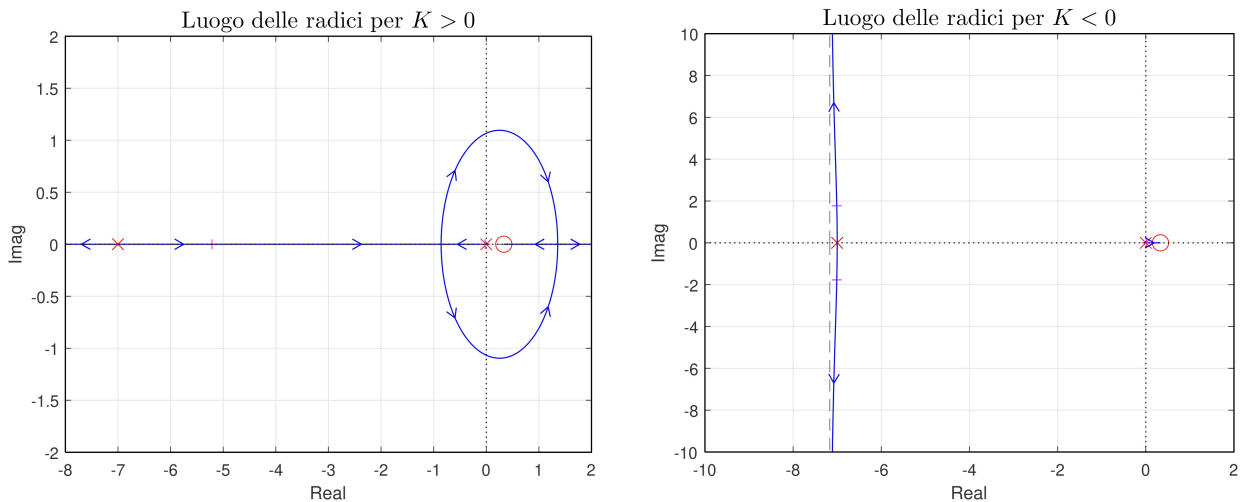 Luogo delle radici per K > 0
2
1.5
1
0.5
0
-0.5
-1
-1.5
-2
Imag
-8 -7 -6 -5 -4 -3 -2 -1 0 1 2
Real
Luogo delle radici per K < 0
10
8
6
4
2
0
-2
-4
-6
-8
-10
Imag
-10 -8 -6 -4 -2 0 2
Real